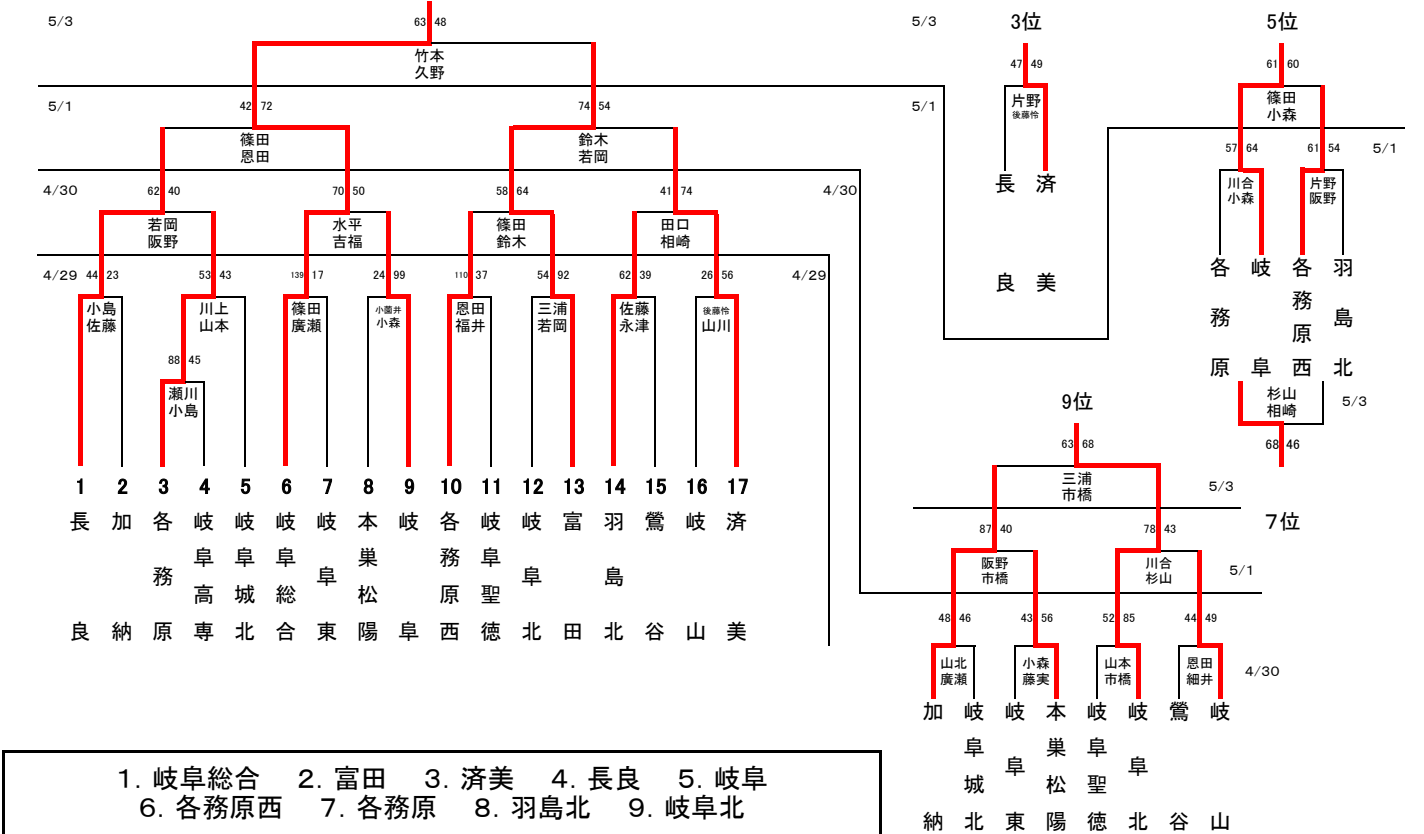 5/3 63 48 5/3 3位 5位
竹本
久野
47 49 61 60
5/1 42 72 74 54 5/1
片野
後藤怜
篠田
小森
篠田
恩田
鈴木
若岡
57 64 61 54 5/1
4/30 62 40 70 50 58 64 41 74 4/30
長良 済美
川合
小森
片野
阪野
若岡
阪野
水平
吉福
篠田
鈴木
田口
相崎
各務原 岐阜 各務原西 羽島北
4/29 44 23 53 43 139 17 24 99 110 37 54 92 62 39 26 56 4/29
小島
佐藤
川上
山本
篠田
廣瀬
小薗井
小森
恩田
福井
三浦
若岡
佐藤
永津
後藤怜
山川
88 45
瀬川
小島
杉山
相崎
5/3
68 46
7位
9位
63 68
三浦
市橋
5/3
1 2 3 4 5 6 7 8 9 10 11 12 13 14 15 16 17
長良 加納 各務原 岐阜高専 岐阜城北 岐阜総合 岐阜東 本巣松陽 岐阜 各務原西 岐阜聖徳 岐阜北 富田 羽島北 鶯谷 岐山 済美
87 40 78 43
阪野
市橋
川合
杉山
5/1
48 46 43 56 52 85 44 49
山北
廣瀬
小森
藤実
山本
市橋
恩田
細井
4/30
加納 岐阜城北 岐阜東 本巣松陽 岐阜聖徳 岐阜北 鶯谷 岐山
1. 岐阜総合 2. 富田 3. 済美 4. 長良 5. 岐阜
6. 各務原西 7. 各務原 8. 羽島北 9. 岐阜北